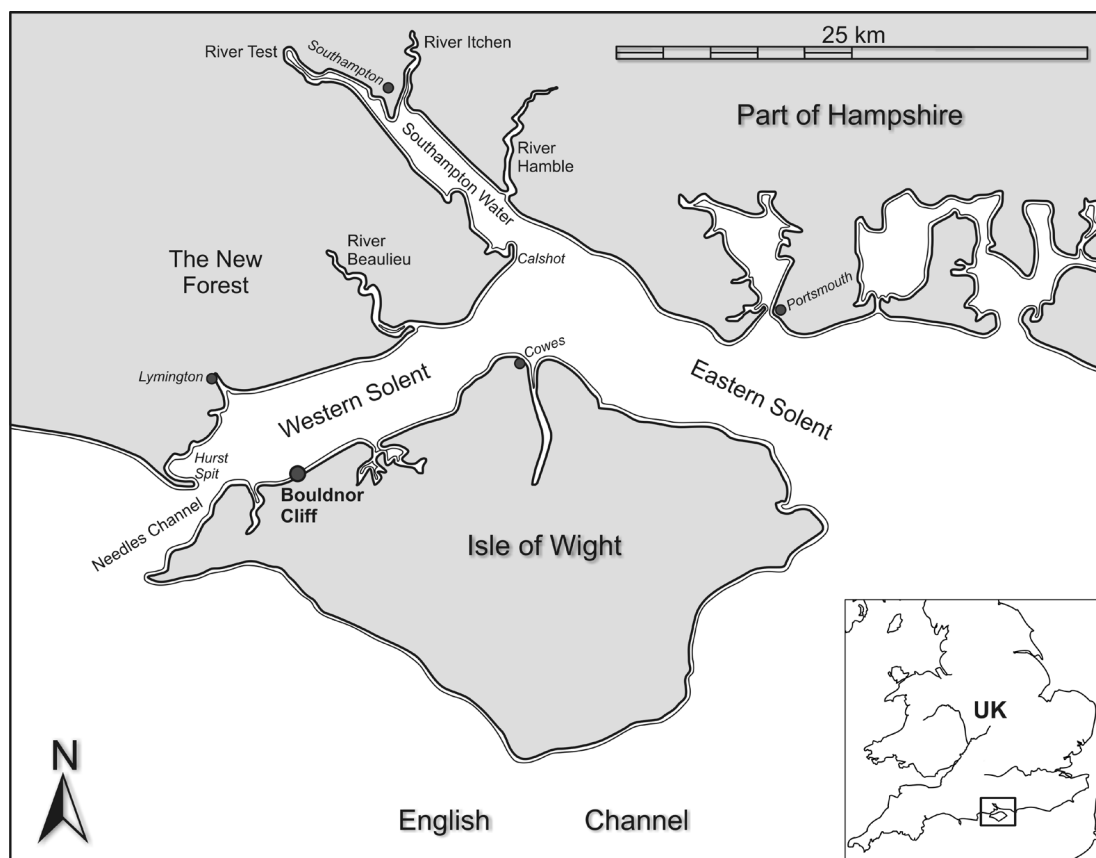 River Itchen
River Test
Southampton
25 km
Part of Hampshire
Southampton Water
River
Hamble
River
Beaulieu
The New
Forest
Calshot
Portsmouth
Cowes
Lymington
Western Solent
Eastern Solent
Hurst
Spit
Bouldnor
Cliff
Needles Channel
Isle of Wight
UK
N
English Channel